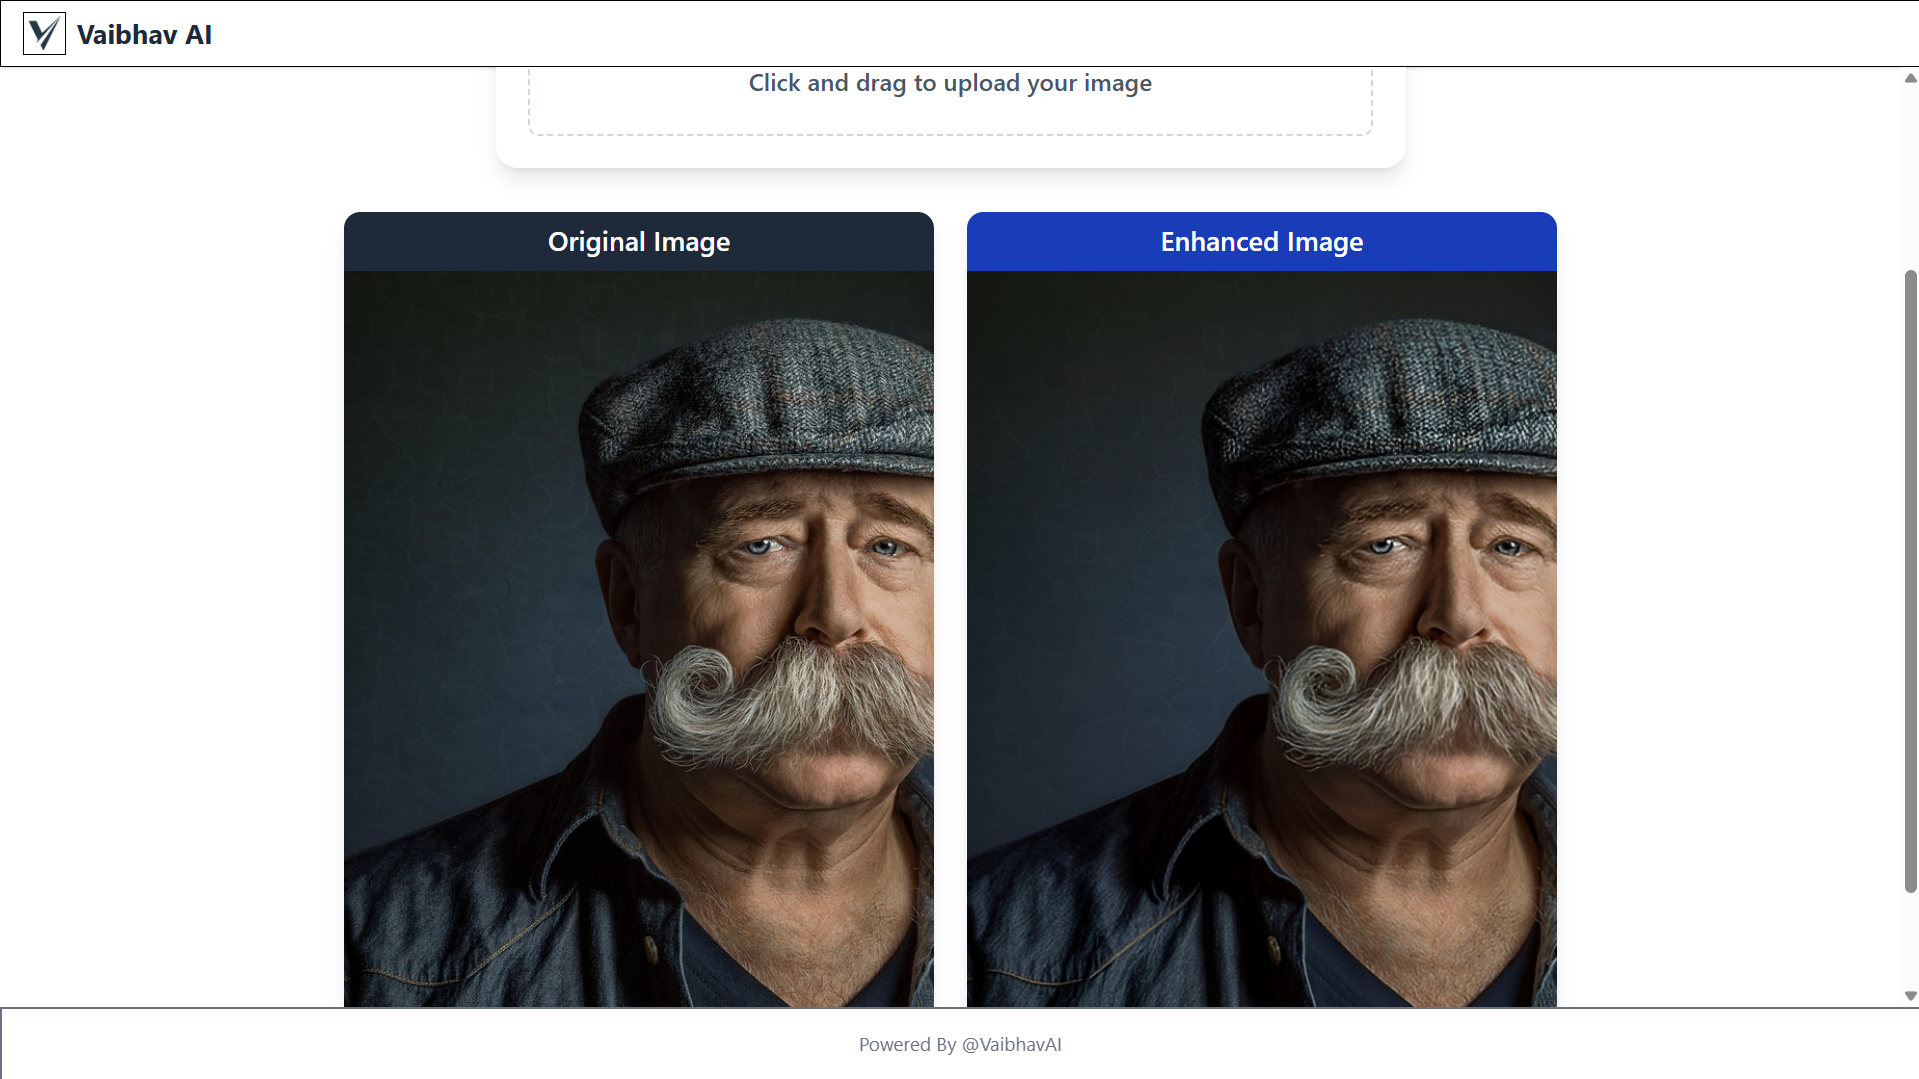 Vaibhav AI
Click and drag to upload your image
Original Image
Enhanced Image
Powered By @VaibhavAI